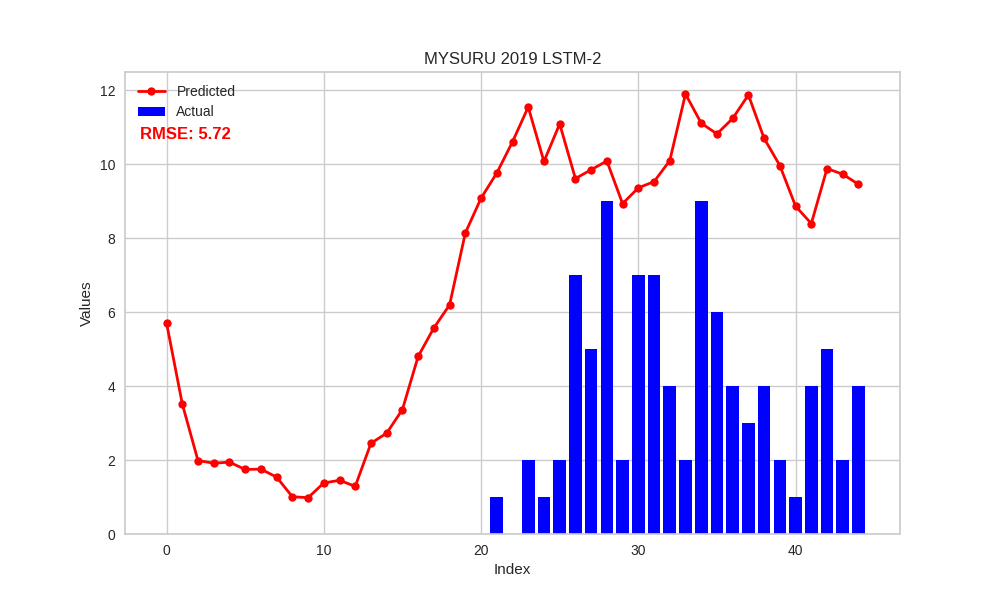 MYSURU 2019 LSTM-2
Predicted
Actual
RMSE: 5.72
Values
12
10
8
6
4
2
0
0 10 20 30 40
Index